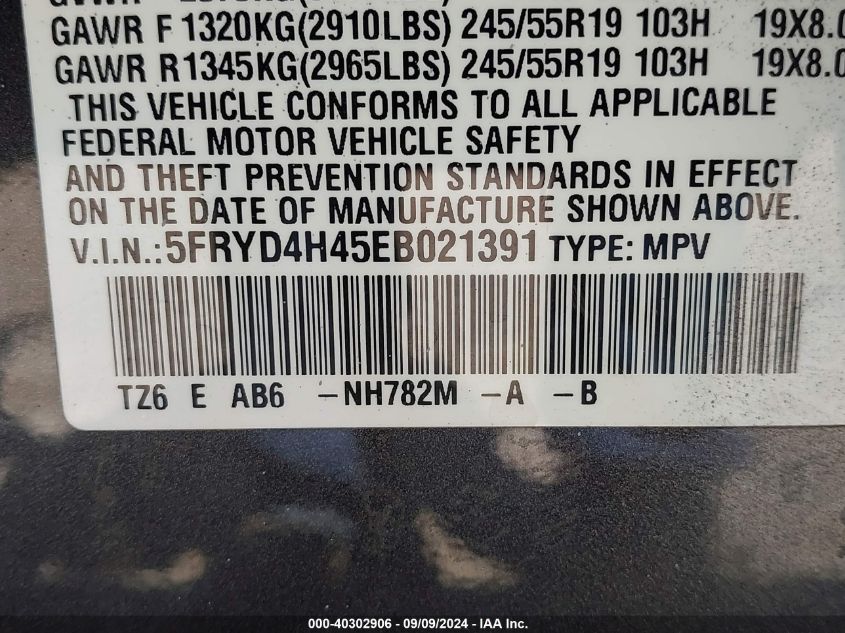 GAWR F 1320KG(2910LBS) 245/55R19 103H 19X8.0
GAWR R1345KG(2965LBS) 245/55R19 103H 19X8.0
THIS VEHICLE CONFORMS TO ALL APPLICABLE
FEDERAL MOTOR VEHICLE SAFETY
AND THEFT PREVENTION STANDARDS IN EFFECT
ON THE DATE OF MANUFACTURE SHOWN ABOVE.
V.I.N.:5FRYD4H45EB021391 TYPE: MPV
TZ6 E AB6 -NH782M -A -B
000-40302906 - 09/09/2024 - IAA Inc.